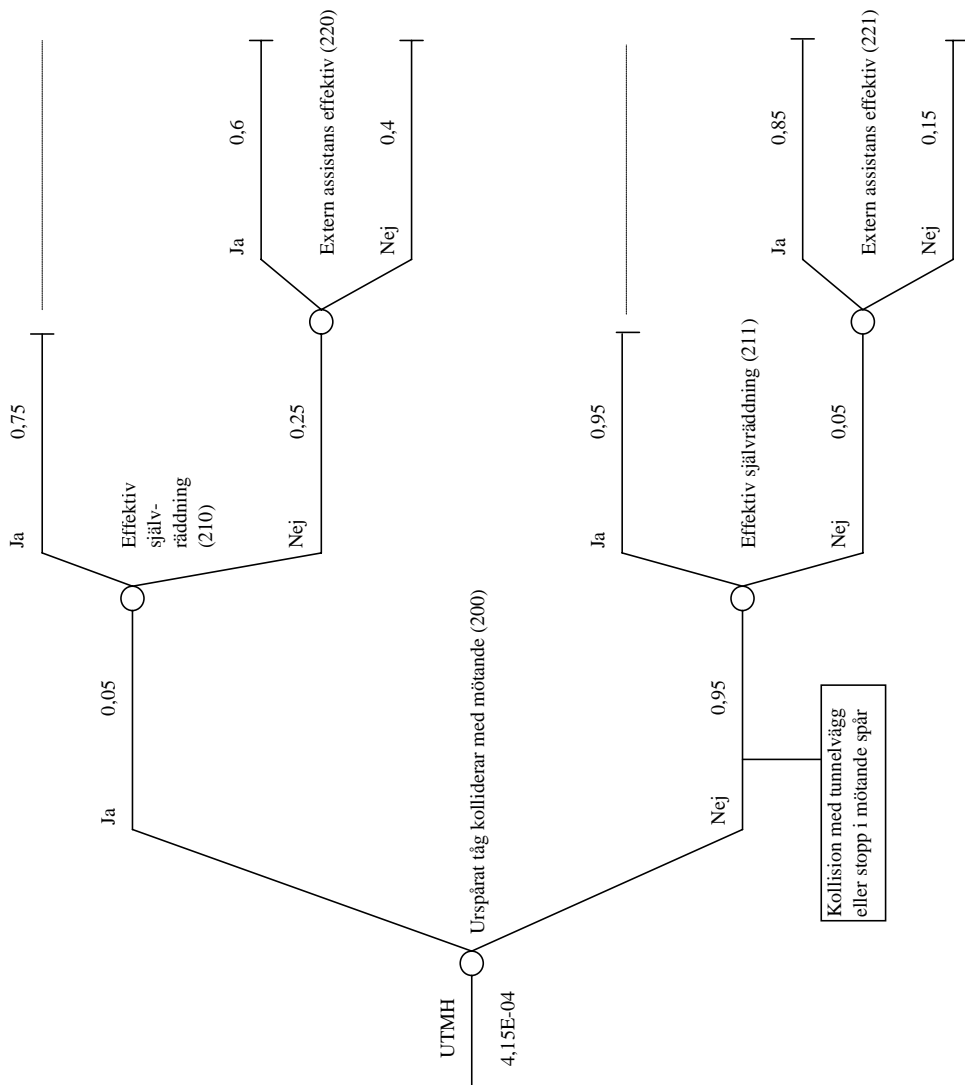 UTMH
4,15E-04
Urspårat tåg kolliderar med mötande (200)
Ja
0,05
Effektiv
själv-
räddning
(210)
Ja
0,75
Nej
0,25
Ja
0,6
Extern assistans effektiv (220)
Nej
0,4
Nej
0,95
Kollision med tunnelvägg
eller stopp i mötande spår
Ja
0,95
Effektiv självräddning (211)
Nej
0,05
Ja
0,85
Extern assistans effektiv (221)
Nej
0,15